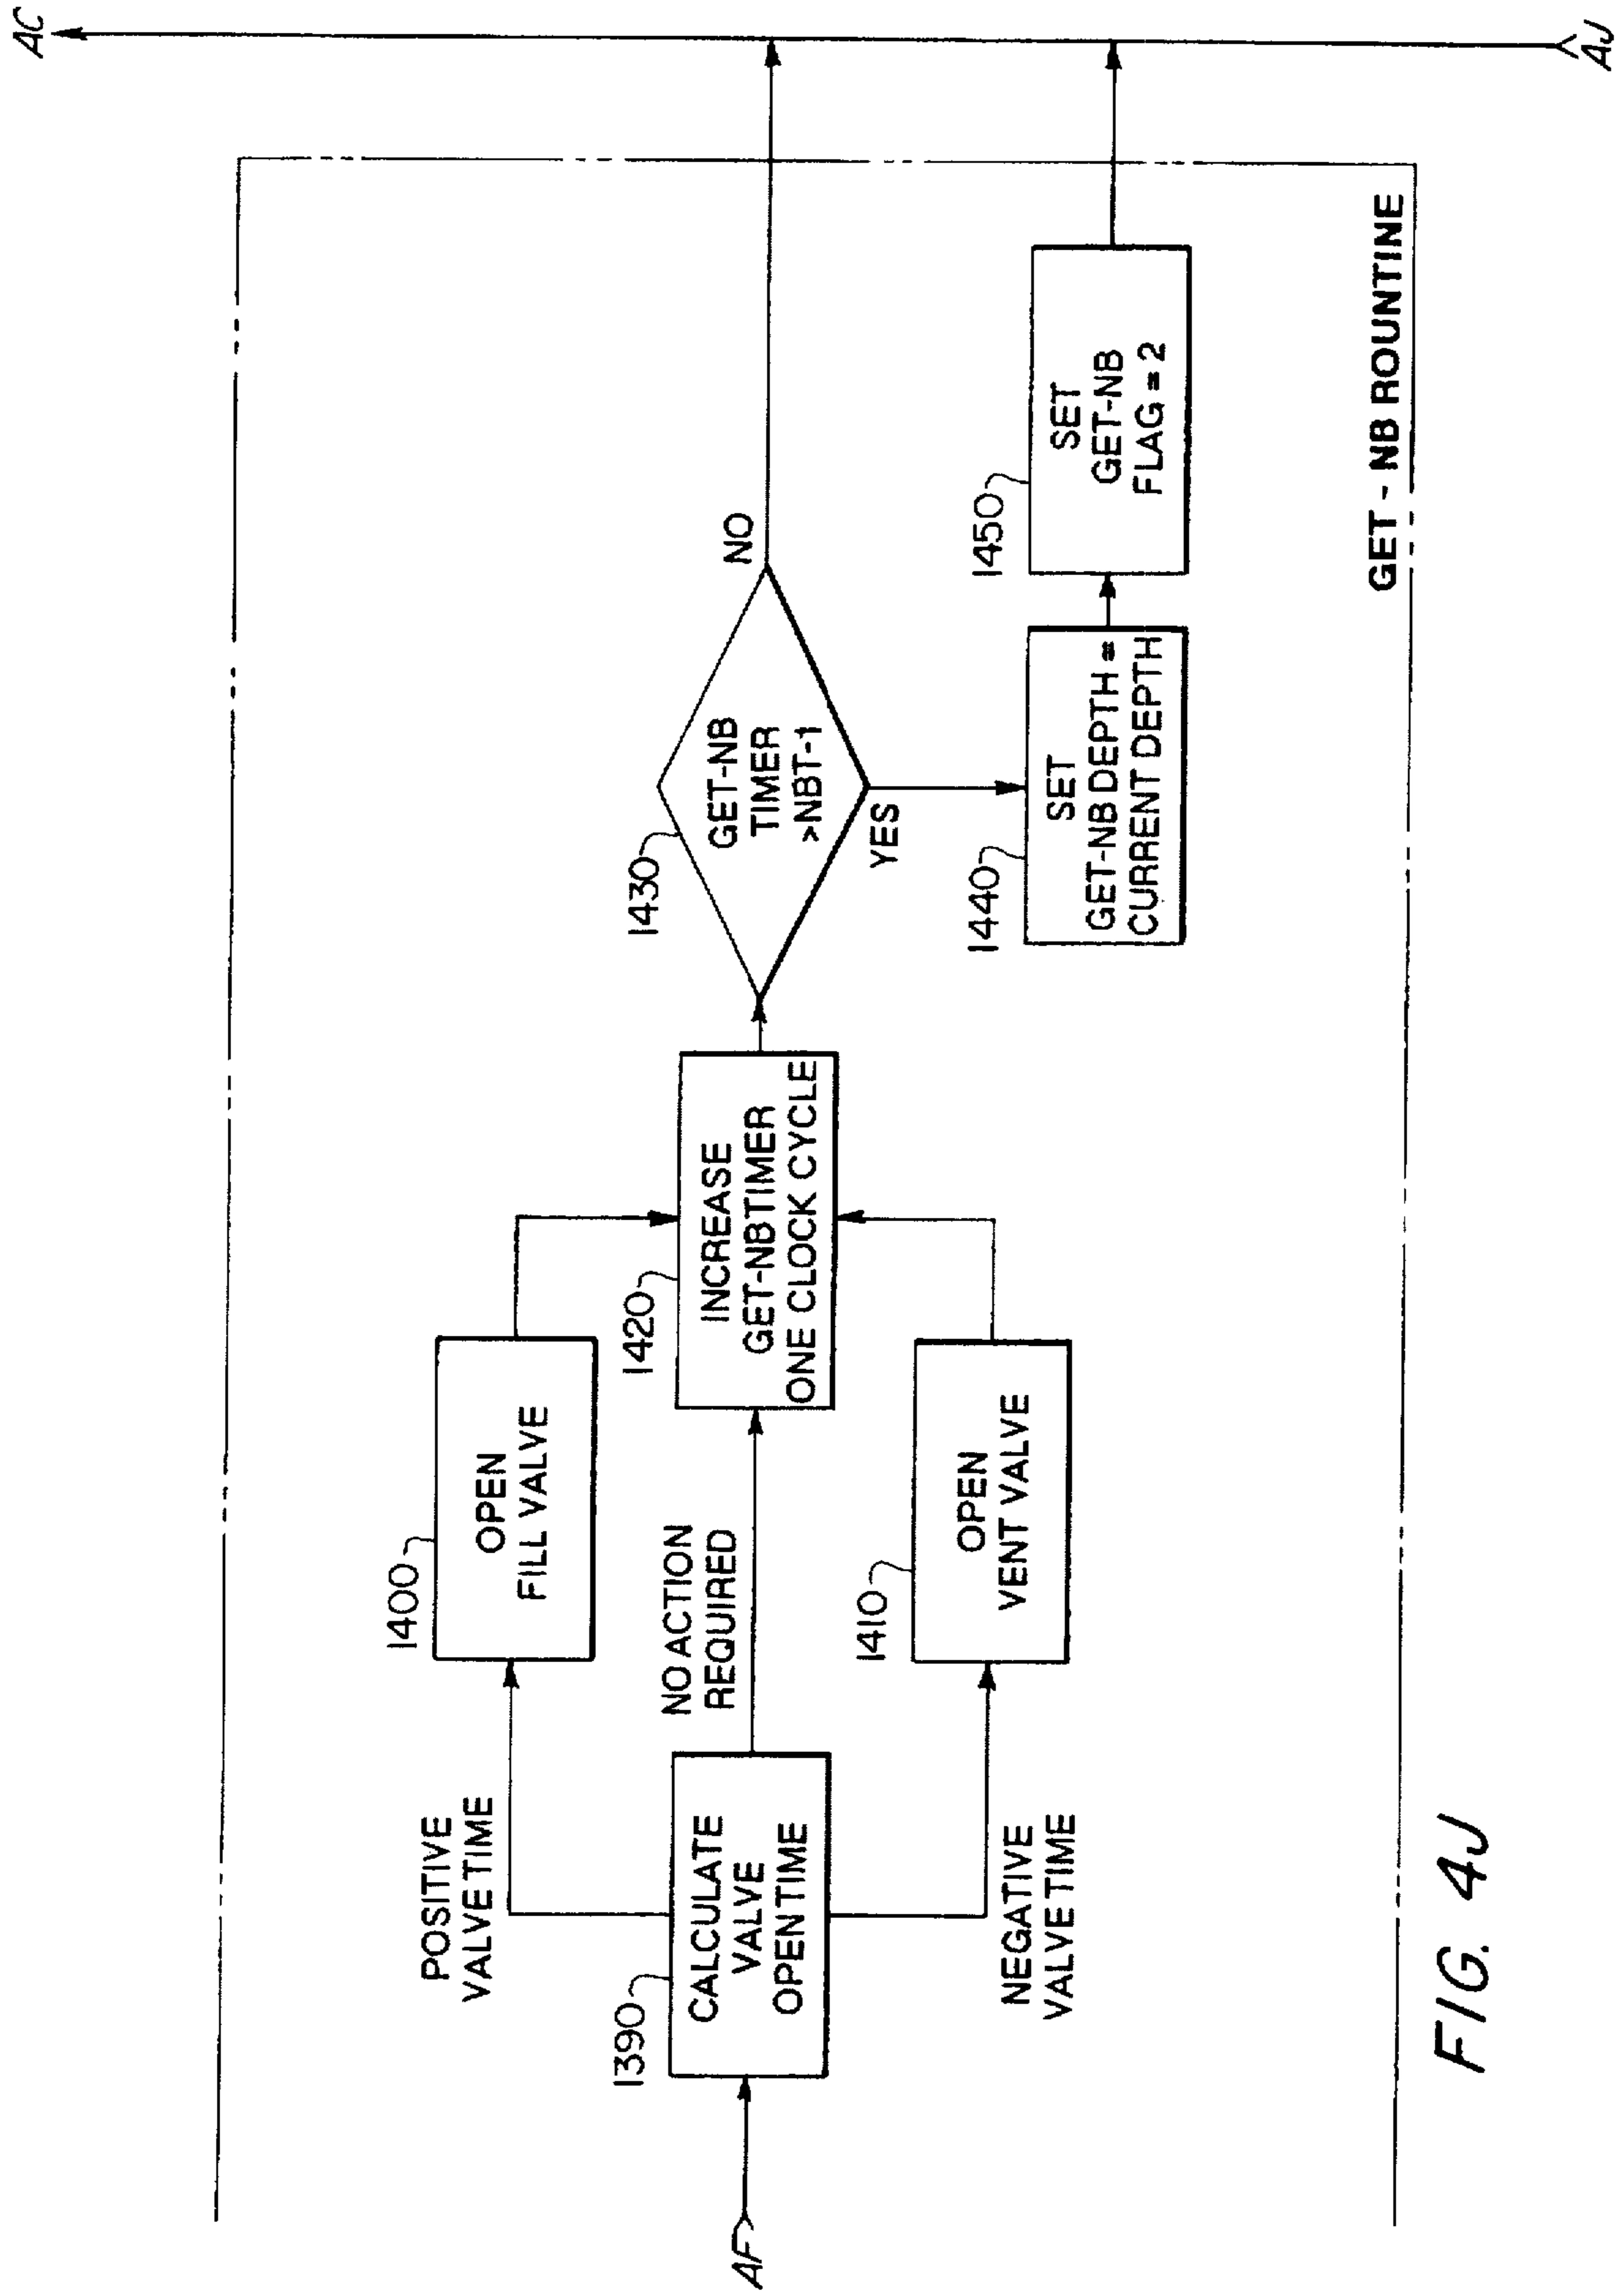 AC
AF
1390
CALCULATE
VALVE
OPEN TIME
POSITIVE
VALVE TIME
1400
OPEN
FILL VALVE
NO ACTION
REQUIRED
NEGATIVE
VALVE TIME
1410
OPEN
VENT VALVE
1420
INCREASE
GET-NB TIMER
ONE CLOCK CYCLE
1430
GET-NB
TIMER
>NBT-1
NO
YES
1440
SET
GET-NB DEPTH =
CURRENT DEPTH
1450
SET
GET-NB
FLAG = 2
GET - NB ROUNTINE
AJ
FIG. 4J